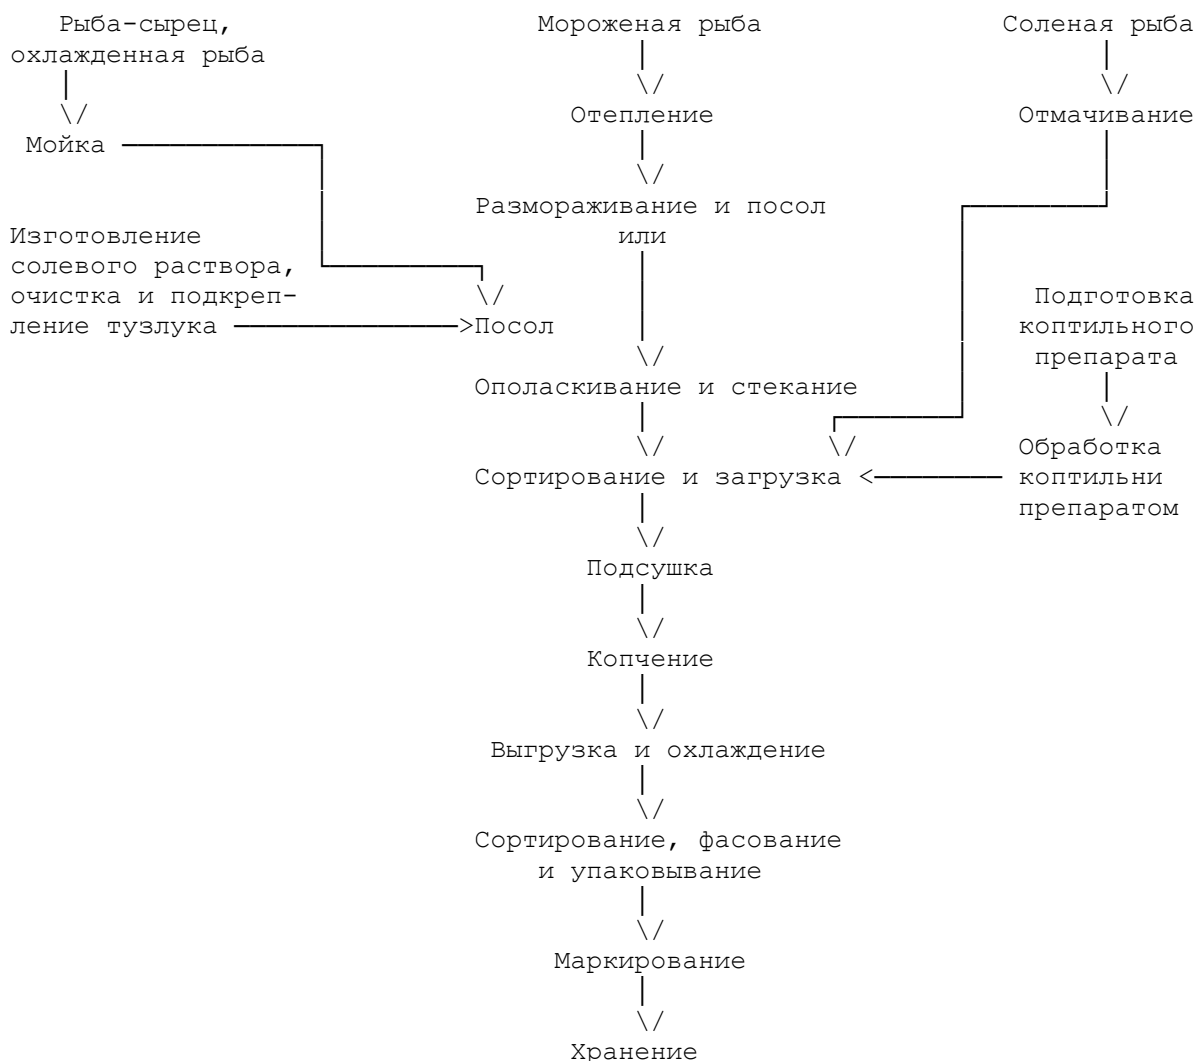 Рыба-сырец,
охлажденная рыба
Мороженая рыба
Соленая рыба
Мойка
Отепление
Отмачивание
Размораживание и посол
или
Изготовление
солевого раствора,
очистка и подкреп-
ление тузлука
Посол
Подготовка
коптильного
препарата
Ополаскивание и стекание
Обработка
коптильни
препаратом
Сортирование и загрузка
Подсушка
Копчение
Выгрузка и охлаждение
Сортирование, фасование
и упаковывание
Маркирование
Хранение